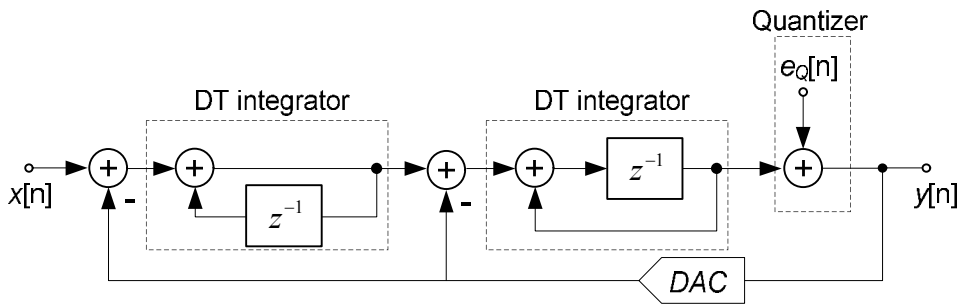 Quantizer
e_Q[n]
DT integrator
DT integrator
+
+
+
+
z^{-1}
+
x[n]
-
z^{-1}
-
y[n]
DAC